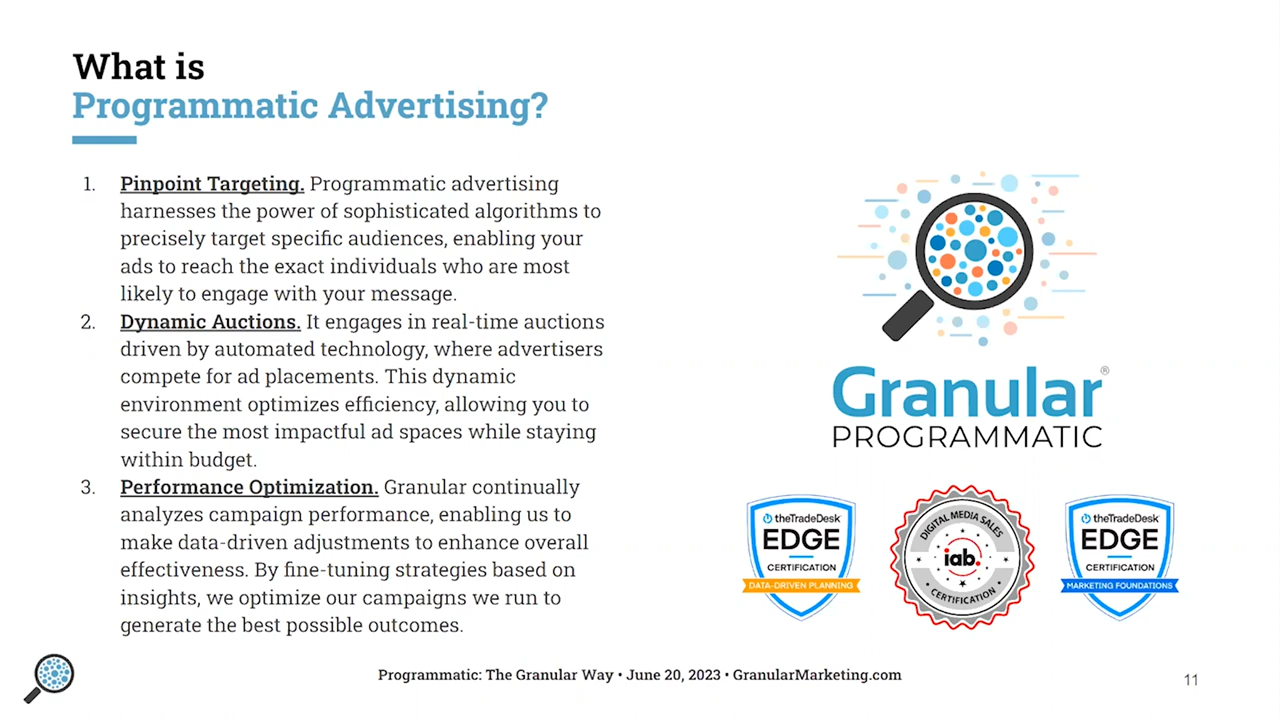 What is
Programmatic Advertising?
1. Pinpoint Targeting. Programmatic advertising
harnesses the power of sophisticated algorithms to
precisely target specific audiences, enabling your
ads to reach the exact individuals who are most
likely to engage with your message.
2. Dynamic Auctions. It engages in real-time auctions
driven by automated technology, where advertisers
compete for ad placements. This dynamic
environment optimizes efficiency, allowing you to
secure the most impactful ad spaces while staying
within budget.
3. Performance Optimization. Granular continually
analyzes campaign performance, enabling us to
make data-driven adjustments to enhance overall
effectiveness. By fine-tuning strategies based on
insights, we optimize our campaigns we run to
generate the best possible outcomes.
Granular®
PROGRAMMATIC
theTradeDesk
EDGE
CERTIFICATION
DATA-DRIVEN PLANNING
DIGITAL MEDIA SALES
iab.
CERTIFICATION
theTradeDesk
EDGE
CERTIFICATION
MARKETING FOUNDATIONS
Programmatic: The Granular Way • June 20, 2023 • GranularMarketing.com
11